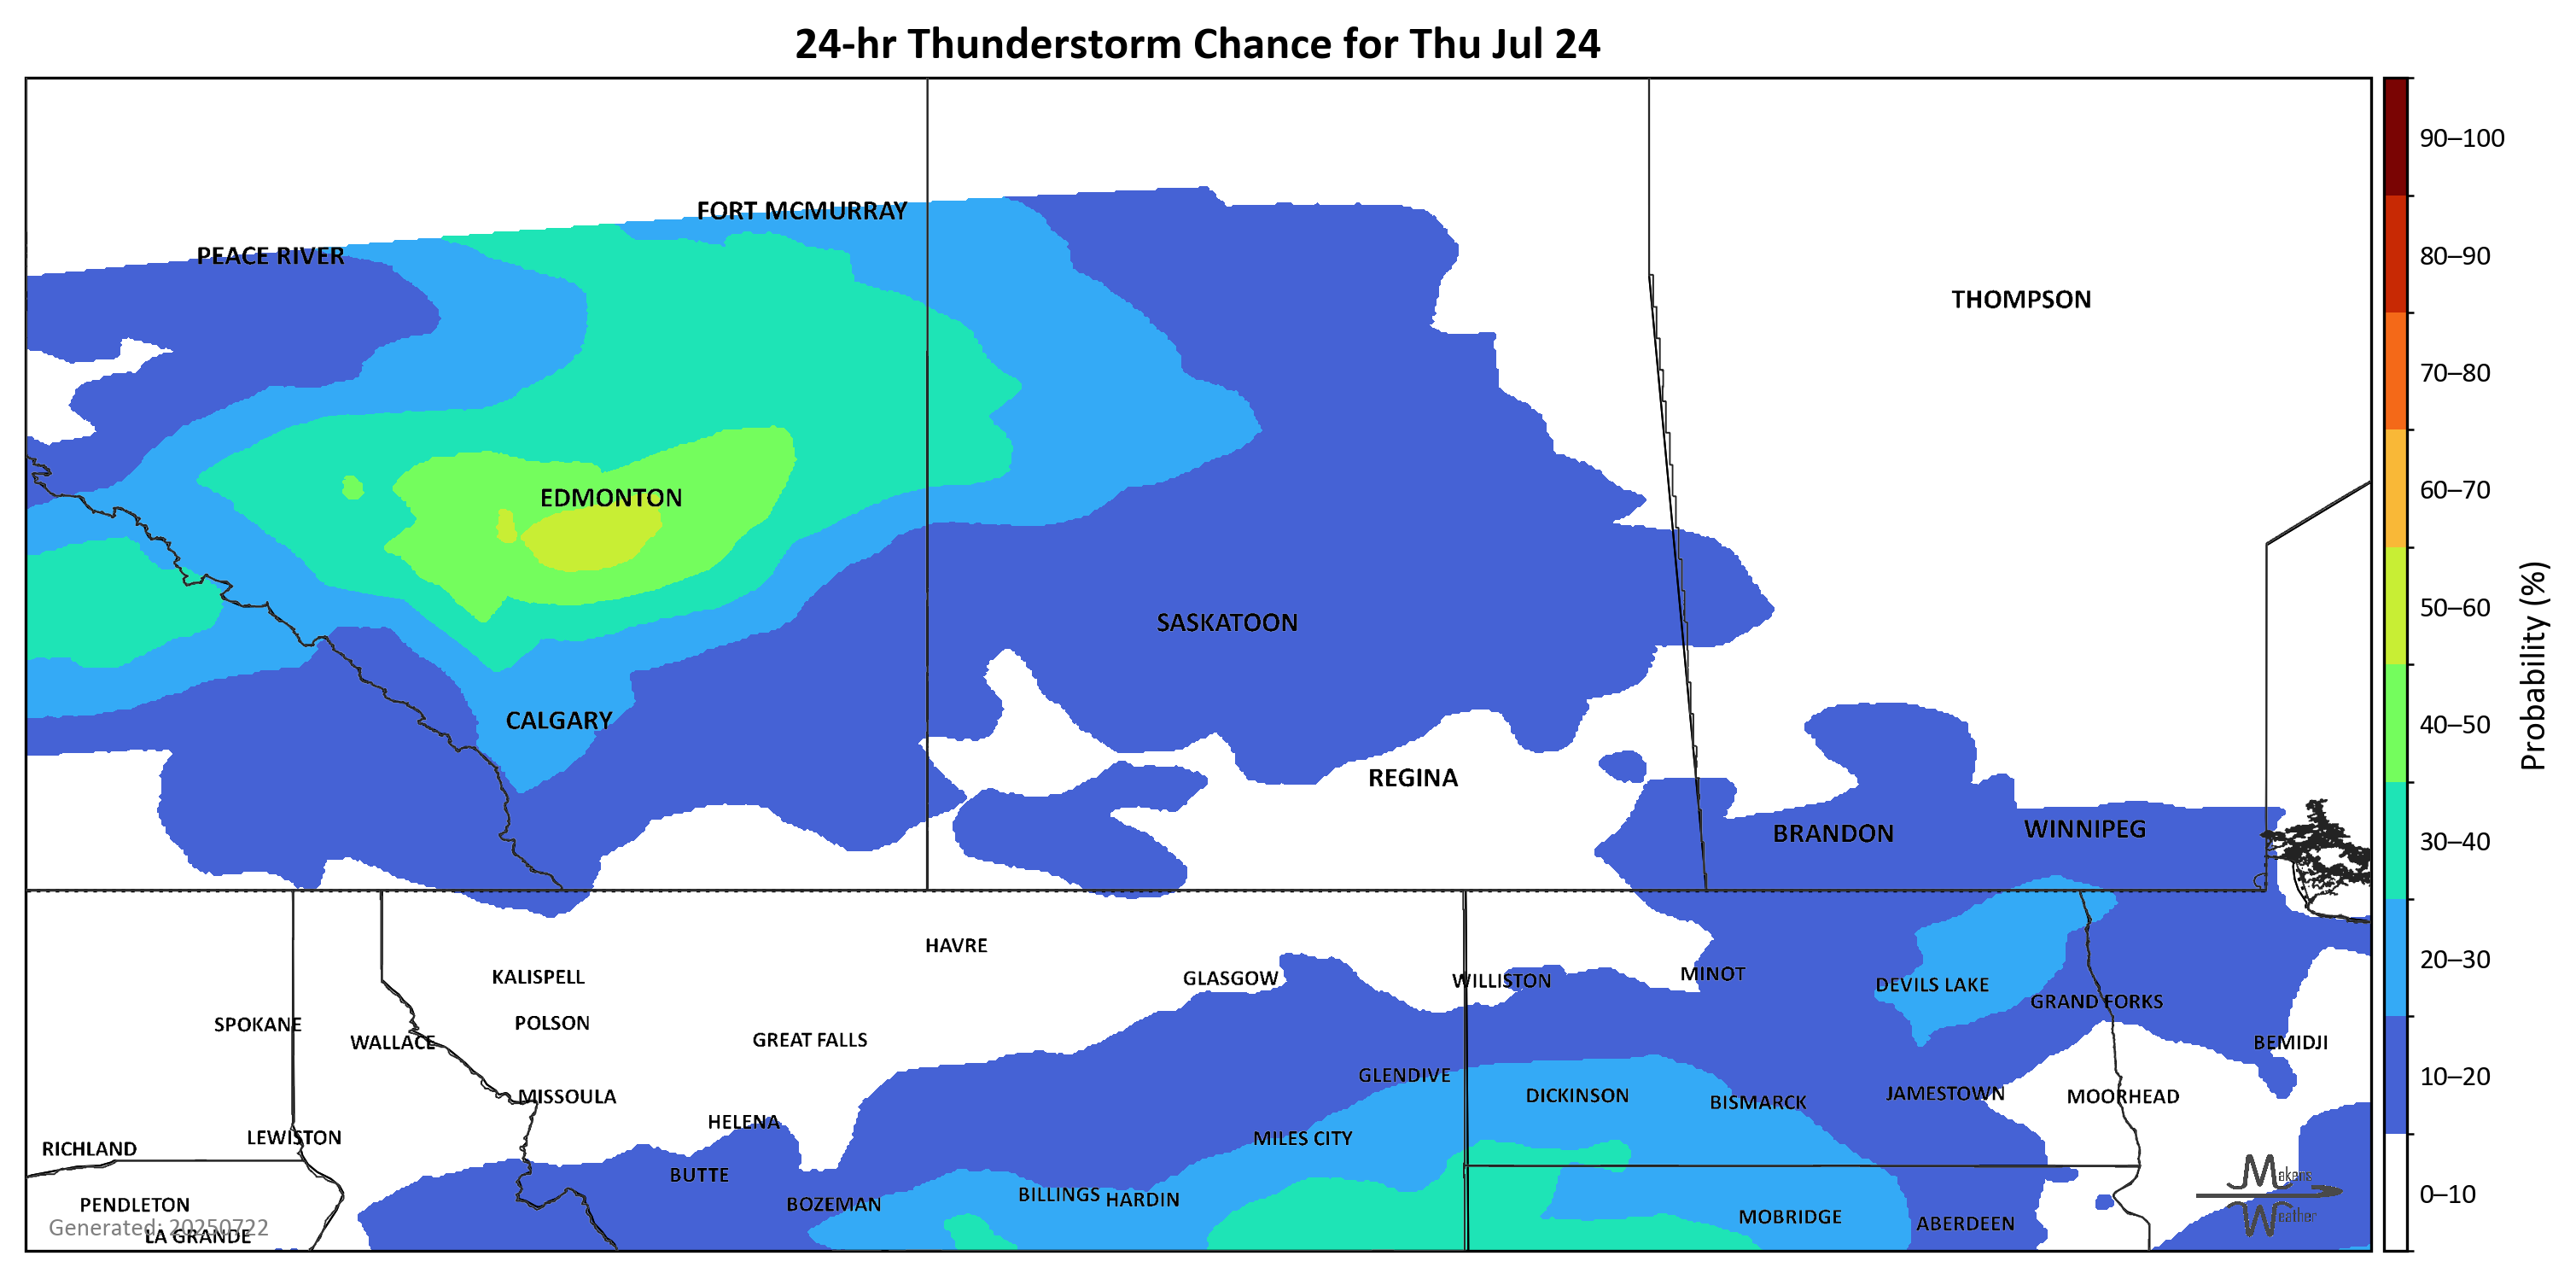 24-hr Thunderstorm Chance for Thu Jul 24
90–100
FORT MCMURRAY
PEACE RIVER
80–90
THOMPSON
70–80
EDMONTON
60–70
50–60
SASKATOON
Probability (%)
CALGARY
40–50
REGINA
BRANDON
WINNIPEG
30–40
HAVRE
20–30
KALISPELL
GLASGOW
WILLISTON
MINOT
DEVILS LAKE
GRAND FORKS
SPOKANE
POLSON
WALLACE
GREAT FALLS
BEMIDJI
GLENDIVE
10–20
MISSOULA
DICKINSON
BISMARCK
JAMESTOWN
MOORHEAD
HELENA
RICHLAND
LEWISTON
MILES CITY
BUTTE
Makens
Weather
BILLINGS
HARDIN
0–10
PENDLETON
BOZEMAN
MOBRIDGE
ABERDEEN
Generated: 20250722
LA GRANDE